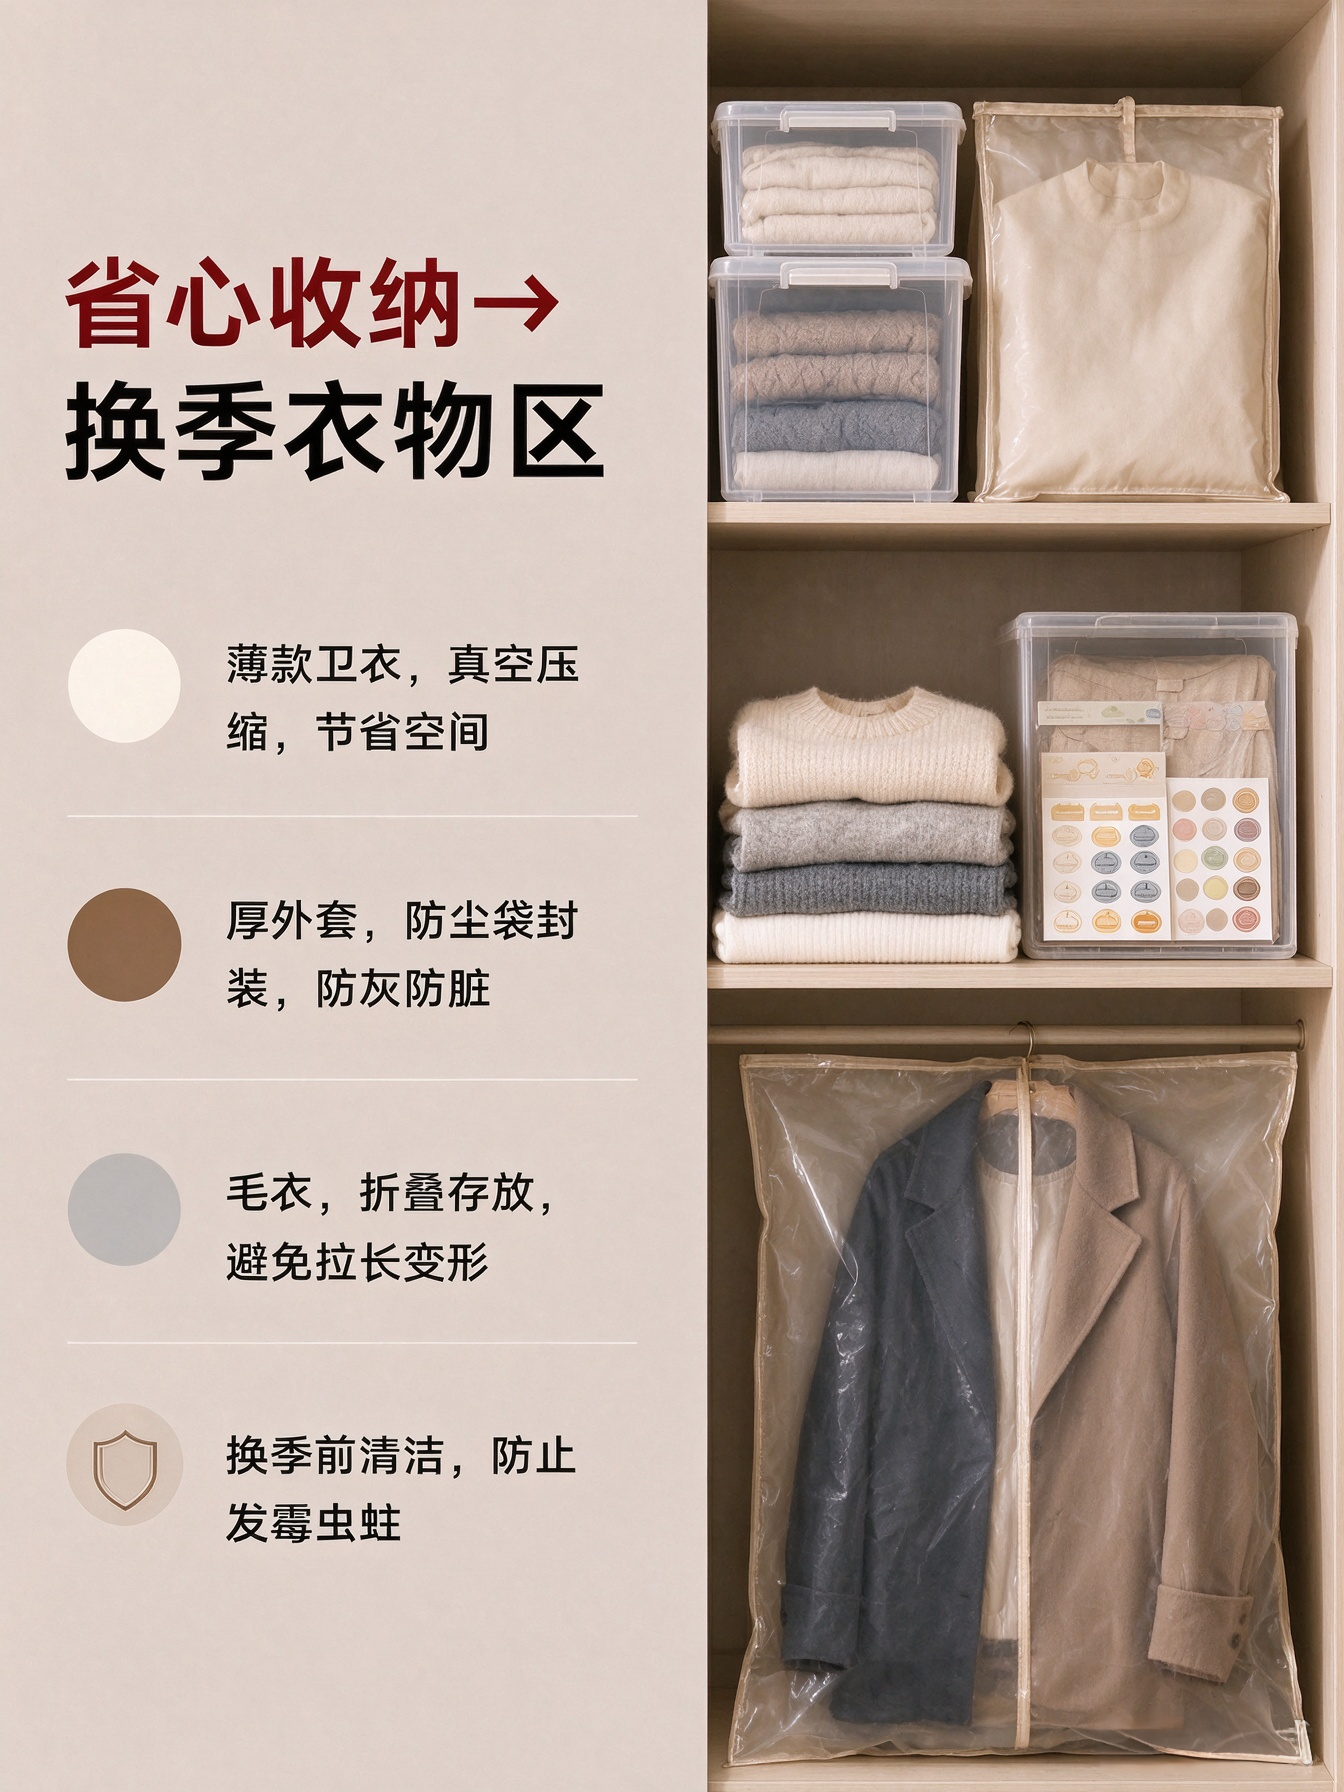 省心收纳→
换季衣物区
薄款卫衣，真空压
缩，节省空间
厚外套，防尘袋封
装，防灰防脏
毛衣，折叠存放，
避免拉长变形
换季前清洁，防止
发霉虫蛀